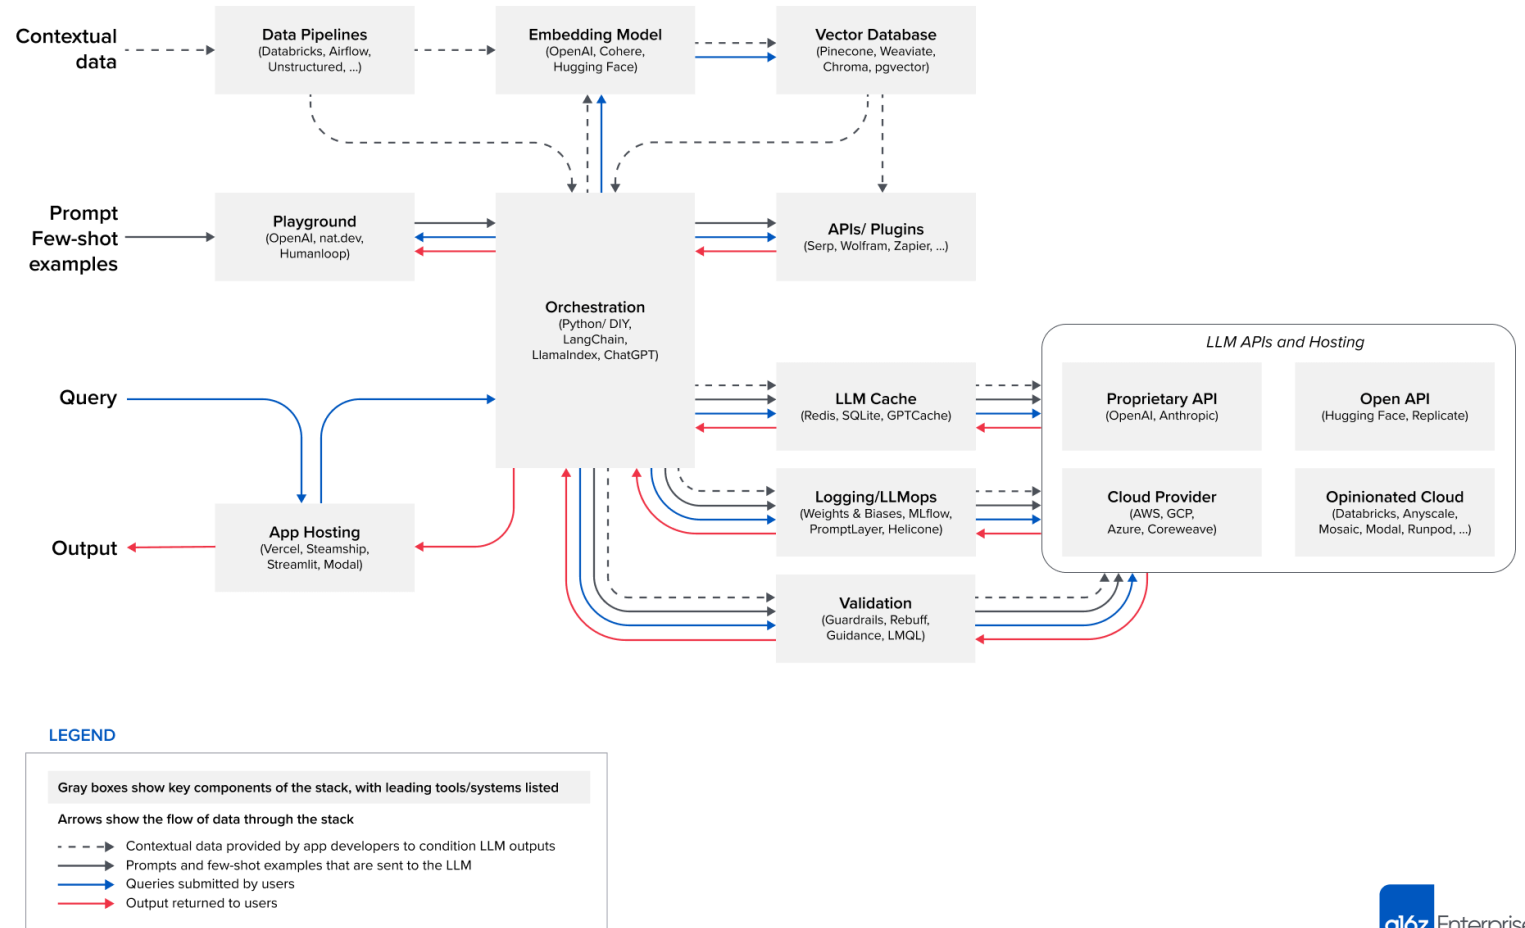 Contextual
data
Data Pipelines
(Databricks, Airflow,
Unstructured, ...)
Embedding Model
(OpenAI, Cohere,
Hugging Face)
Vector Database
(Pinecone, Weaviate,
Chroma, pgvector)
Prompt
Few-shot
examples
Playground
(OpenAI, nat.dev,
Humanloop)
APIs/ Plugins
(Serp, Wolfram, Zapier, ...)
Orchestration
(Python/ DIY,
LangChain,
LlamaIndex, ChatGPT)
Query
LLM Cache
(Redis, SQLite, GPTCache)
LLM APIs and Hosting
Proprietary API
(OpenAI, Anthropic)
Open API
(Hugging Face, Replicate)
Logging/LLMops
(Weights & Biases, MLflow,
PromptLayer, Helicone)
Cloud Provider
(AWS, GCP,
Azure, Coreweave)
Opinionated Cloud
(Databricks, Anyscale,
Mosaic, Modal, Runpod, ...)
Output
App Hosting
(Vercel, Steamship,
Streamlit, Modal)
Validation
(Guardrails, Rebuff,
Guidance, LMQL)
LEGEND
Gray boxes show key components of the stack, with leading tools/systems listed
Arrows show the flow of data through the stack
Contextual data provided by app developers to condition LLM outputs
Prompts and few-shot examples that are sent to the LLM
Queries submitted by users
Output returned to users
a16z Enterprise